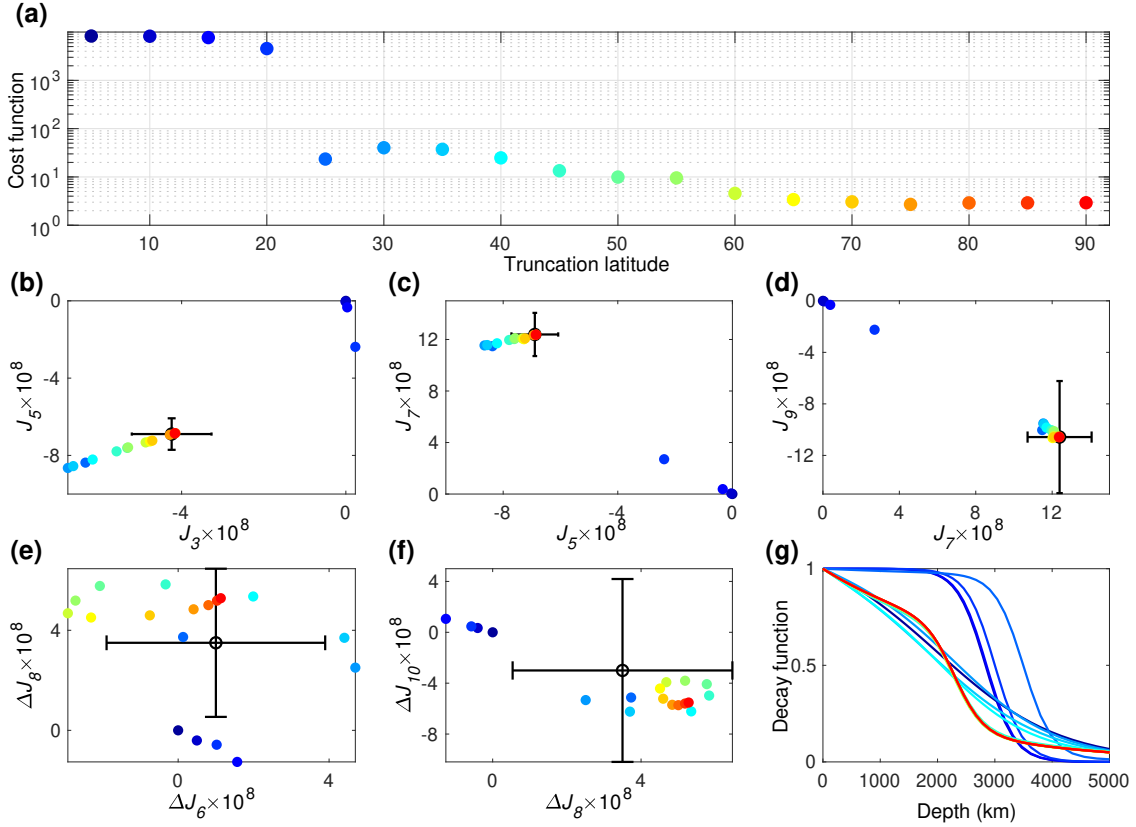 (a)
Cost function
10^3
10^2
10^1
10^0
10 20 30 40 50 60 70 80 90
Truncation latitude
(b)
J_5×10^8
0
-4
-8
-4 0
J_3×10^8
(c)
J_7×10^8
12
8
4
0
-8 -4 0
J_5×10^8
(d)
J_9×10^8
0
-4
-8
-12
0 4 8 12
J_7×10^8
(e)
ΔJ_8×10^8
4
0
0 4
ΔJ_6×10^8
(f)
ΔJ_10×10^8
4
0
-4
-8
0 4
ΔJ_8×10^8
(g)
Decay function
1
0.5
0
0 1000 2000 3000 4000 5000
Depth (km)